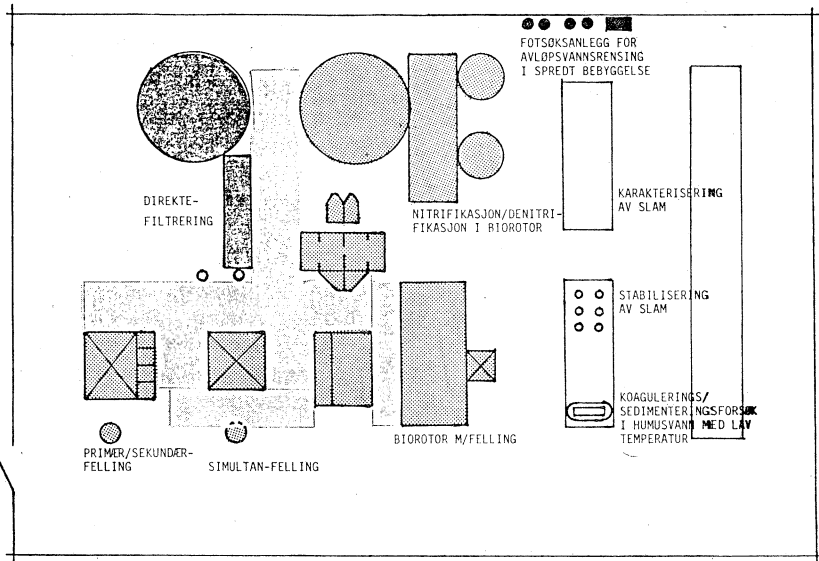 FOTSØKSANLEGG FOR
AVLØPSVANNSRENSING
I SPREDT BEBYGGELSE
DIREKTE-
FILTRERING
NITRIFIKASJON/DENITRI-
FIKASJON I BIOROTOR
KARAKTERISERING
AV SLAM
STABILISERING
AV SLAM
KOAGULERINGS/
SEDIMENTERINGSFORSØK
I HUMUSVANN MED LAV
TEMPERATUR
BIOROTOR M/FELLING
PRIMÆR/SEKUNDÆR-
FELLING
SIMULTAN-FELLING